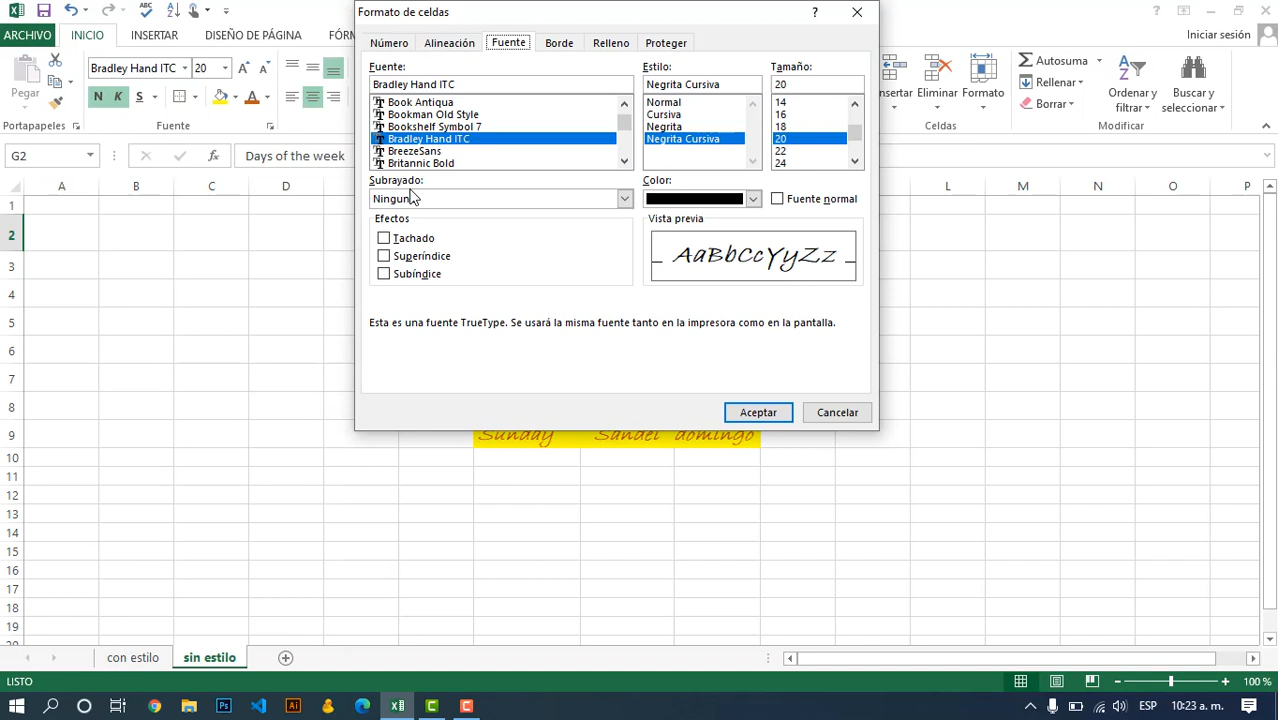 Formato de celdas
?
ARCHIVO INICIO INSERTAR DISEÑO DE PÁGINA
Iniciar sesión
Número Alineación Fuente Borde Relleno Proteger
Fuente: Estilo: Tamaño:
Bradley Hand ITC Negrita Cursiva 20
Book Antiqua Normal 14
Bookman Old Style Cursiva 16
Bookshelf Symbol 7 Negrita 18
Bradley Hand ITC Negrita Cursiva 20
BreezeSans 22
Britannic Bold 24
Subrayado: Color:
Fuente normal
Efectos Vista previa
Tachado
Superíndice
Subíndice
AaBbCcYyZz
Esta es una fuente TrueType. Se usará la misma fuente tanto en la impresora como en la pantalla.
Aceptar Cancelar
Bradley Hand ITC 20
Pegar
N K S
Portapapeles Fuente
Eliminar Formato
Celdas
Autosuma
Rellenar
Borrar
Ordenar y filtrar
Buscar y seleccionar
Modificar
G2 fx Days of the week
A B C D L M N O P
1
2
3
4
5
6
7
8
9 Sunday Sandei domingo
10
11
12
13
14
15
16
17
18
19
con estilo sin estilo
LISTO 100 %
ESP 10:23 a. m.